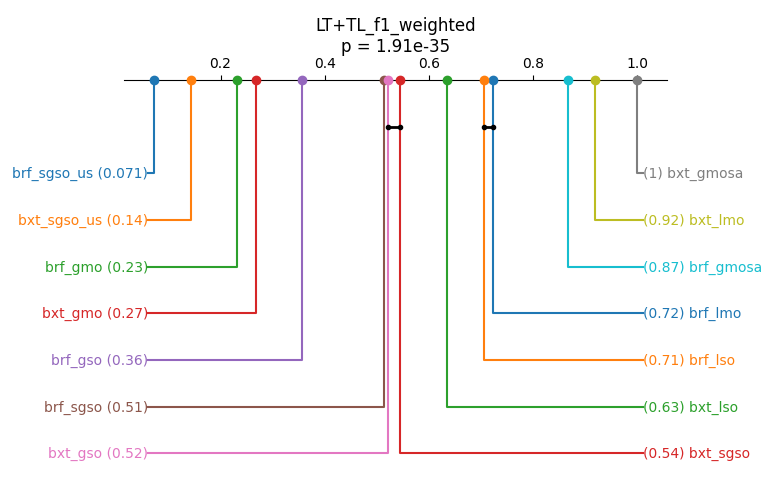 LT+TL_f1_weighted
p = 1.91e-35
0.2 0.4 0.6 0.8 1.0
brf_sgso_us (0.071) (1) bxt_gmosa
bxt_sgso_us (0.14) (0.92) bxt_lmo
brf_gmo (0.23) (0.87) brf_gmosa
bxt_gmo (0.27) (0.72) brf_lmo
brf_gso (0.36) (0.71) brf_lso
brf_sgso (0.51) (0.63) bxt_lso
bxt_gso (0.52) (0.54) bxt_sgso